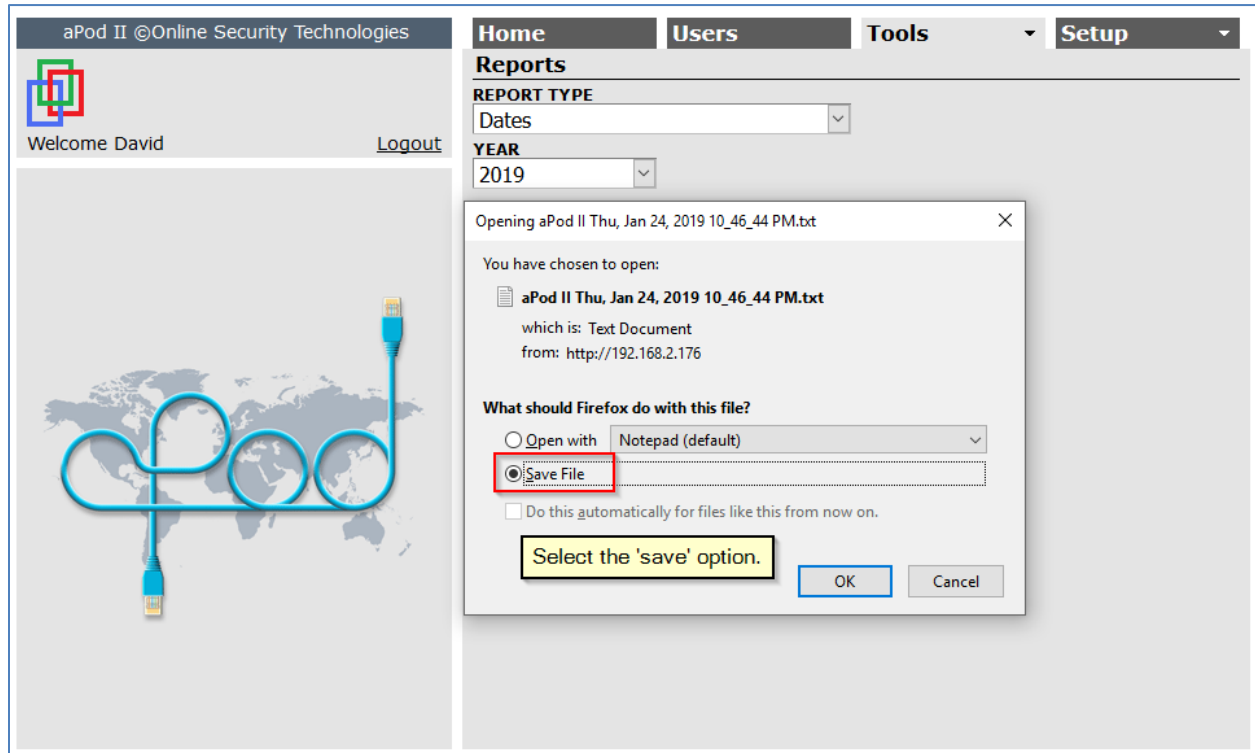 aPod II ©Online Security Technologies
Home Users Tools Setup
Welcome David Logout
aPod
Reports
REPORT TYPE
Dates
YEAR
2019
Opening aPod II Thu, Jan 24, 2019 10_46_44 PM.txt
You have chosen to open:
aPod II Thu, Jan 24, 2019 10_46_44 PM.txt
which is: Text Document
from: http://192.168.2.176
What should Firefox do with this file?
Open with Notepad (default)
Save File
Do this automatically for files like this from now on.
Select the 'save' option.
OK Cancel